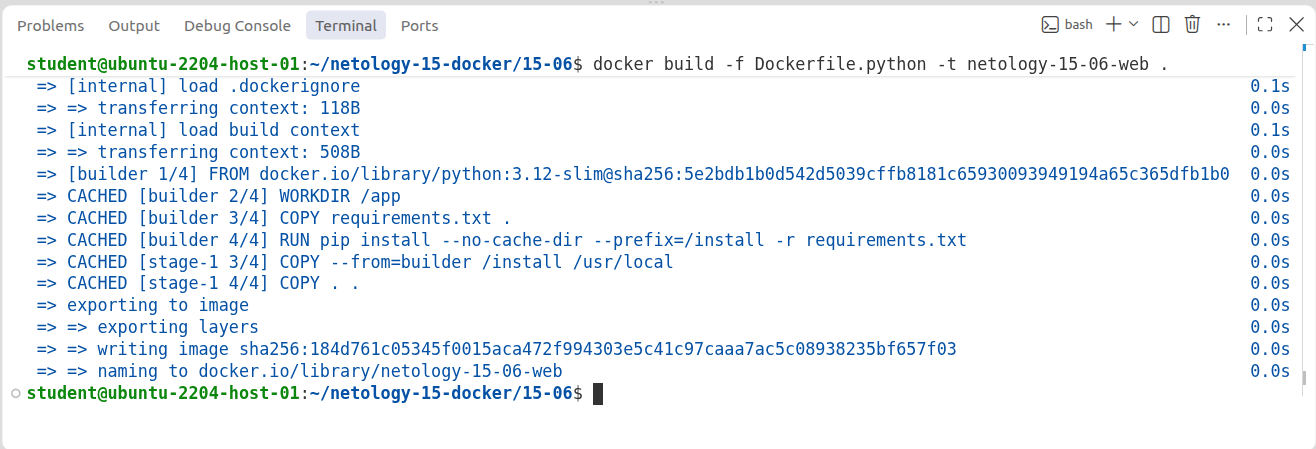 Problems Output Debug Console Terminal Ports bash
student@ubuntu-2204-host-01:~/netology-15-docker/15-06$ docker build -f Dockerfile.python -t netology-15-06-web .
=> [internal] load .dockerignore 0.1s
=> => transferring context: 118B 0.0s
=> [internal] load build context 0.1s
=> => transferring context: 508B 0.0s
=> [builder 1/4] FROM docker.io/library/python:3.12-slim@sha256:5e2bdb1b0d542d5039cffb8181c65930093949194a65c365dfb1b0 0.0s
=> CACHED [builder 2/4] WORKDIR /app 0.0s
=> CACHED [builder 3/4] COPY requirements.txt . 0.0s
=> CACHED [builder 4/4] RUN pip install --no-cache-dir --prefix=/install -r requirements.txt 0.0s
=> CACHED [stage-1 3/4] COPY --from=builder /install /usr/local 0.0s
=> CACHED [stage-1 4/4] COPY . . 0.0s
=> exporting to image 0.0s
=> => exporting layers 0.0s
=> => writing image sha256:184d761c05345f0015aca472f994303e5c41c97caaa7ac5c08938235bf657f03 0.0s
=> => naming to docker.io/library/netology-15-06-web 0.0s
student@ubuntu-2204-host-01:~/netology-15-docker/15-06$